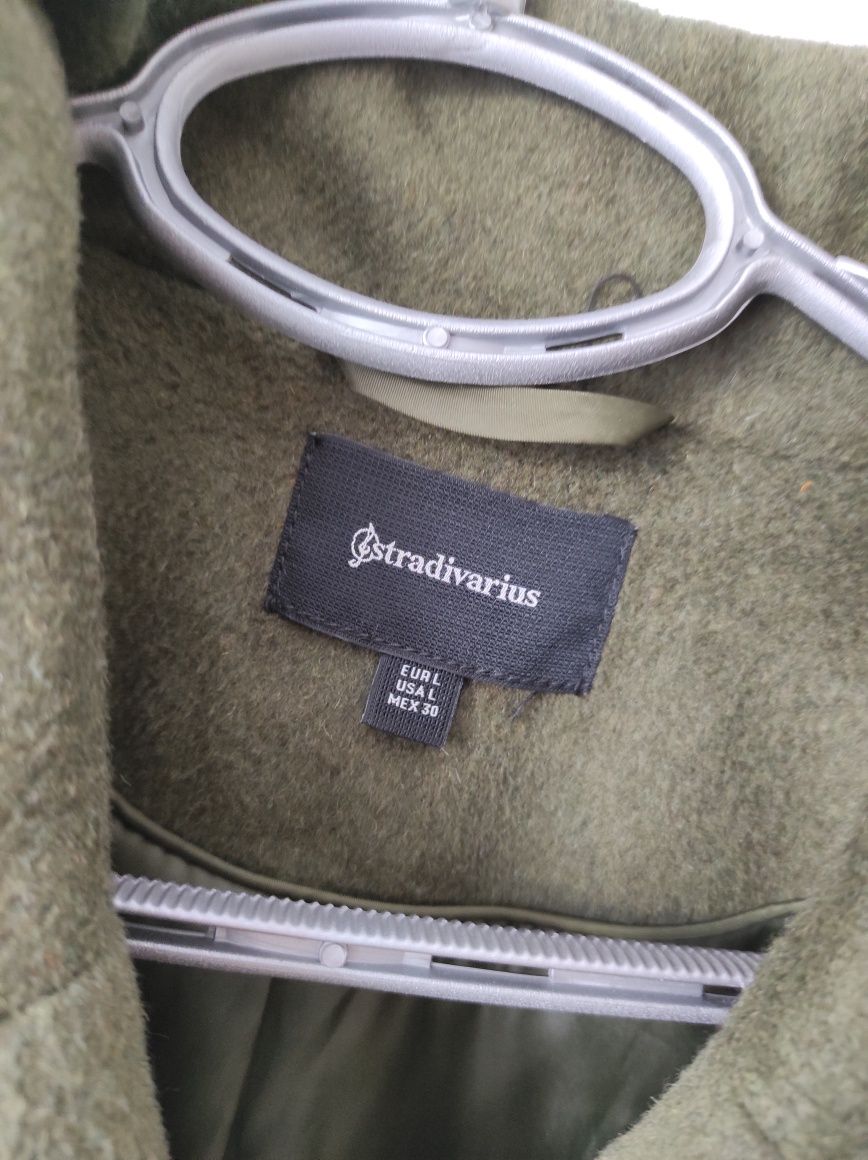 stradivarius
EUR L
USA L
MEX 30